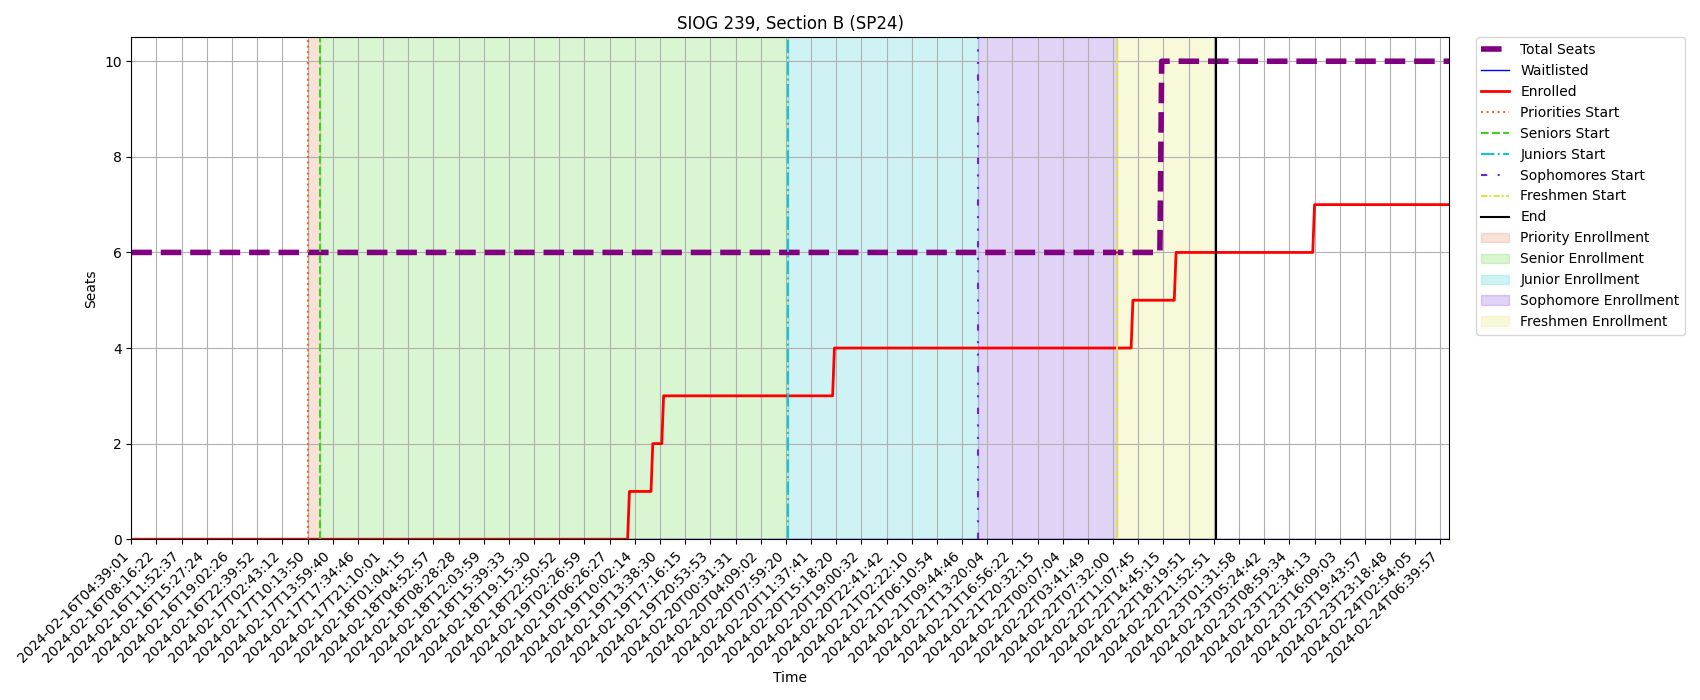 SIOG 239, Section B (SP24)
Total Seats
Waitlisted
Enrolled
Priorities Start
Seniors Start
Juniors Start
Sophomores Start
Freshmen Start
End
Priority Enrollment
Senior Enrollment
Junior Enrollment
Sophomore Enrollment
Freshmen Enrollment
Seats
10
8
6
4
2
0
2024-02-16T04:39:01
2024-02-16T08:16:22
2024-02-16T11:52:37
2024-02-16T15:27:24
2024-02-16T19:02:26
2024-02-16T22:39:52
2024-02-17T02:43:12
2024-02-17T10:13:50
2024-02-17T13:59:40
2024-02-17T17:34:46
2024-02-17T21:10:01
2024-02-18T01:04:15
2024-02-18T04:52:57
2024-02-18T08:28:28
2024-02-18T12:03:59
2024-02-18T15:39:33
2024-02-18T19:15:30
2024-02-18T22:50:52
2024-02-19T02:26:59
2024-02-19T06:26:27
2024-02-19T10:02:14
2024-02-19T13:38:30
2024-02-19T17:16:15
2024-02-19T20:53:53
2024-02-20T00:31:31
2024-02-20T04:09:02
2024-02-20T07:59:20
2024-02-20T11:37:41
2024-02-20T15:18:20
2024-02-20T19:00:32
2024-02-20T22:41:42
2024-02-21T02:22:10
2024-02-21T06:10:54
2024-02-21T09:44:46
2024-02-21T13:20:04
2024-02-21T16:56:22
2024-02-21T20:32:15
2024-02-22T00:07:04
2024-02-22T03:41:49
2024-02-22T07:32:00
2024-02-22T11:07:45
2024-02-22T14:45:15
2024-02-22T18:19:51
2024-02-22T21:52:51
2024-02-23T01:31:58
2024-02-23T05:24:42
2024-02-23T08:59:34
2024-02-23T12:34:13
2024-02-23T16:09:03
2024-02-23T19:43:57
2024-02-23T23:18:48
2024-02-24T02:54:05
2024-02-24T06:39:57
Time